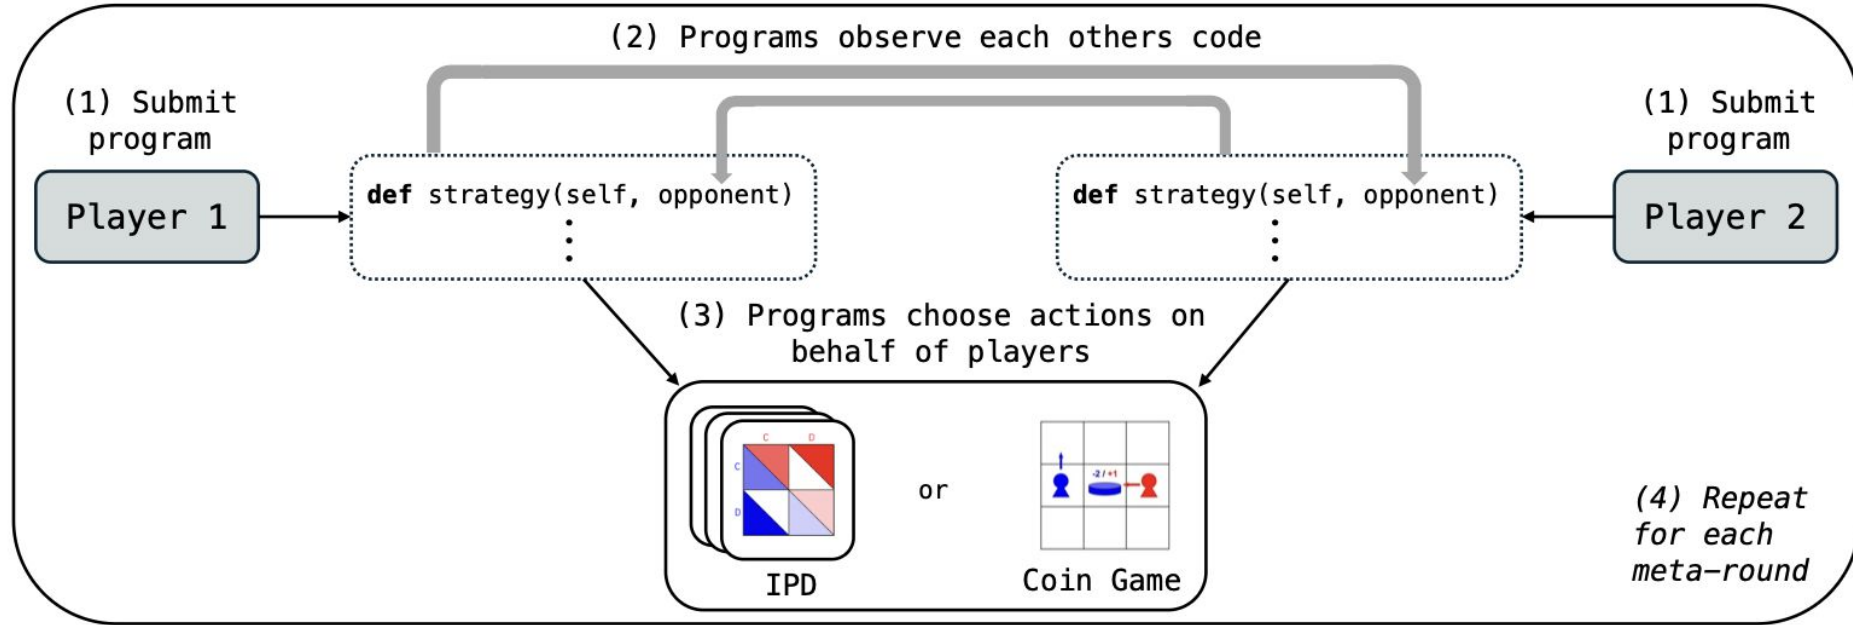 (2) Programs observe each others code
(1) Submit
program
(1) Submit
program
Player 1
def strategy(self, opponent)
def strategy(self, opponent)
Player 2
(3) Programs choose actions on
behalf of players
C D
C
D
-2/+1
or
IPD
Coin Game
(4) Repeat
for each
meta-round